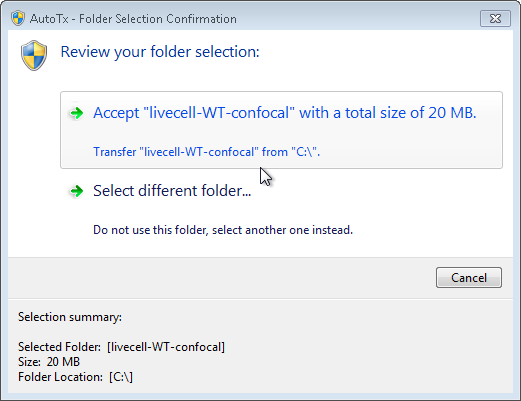 AutoTx - Folder Selection Confirmation
Review your folder selection:
Accept "livecell-WT-confocal" with a total size of 20 MB.
Transfer "livecell-WT-confocal" from "C:\".
Select different folder...
Do not use this folder, select another one instead.
Cancel
Selection summary:
Selected Folder: [livecell-WT-confocal]
Size: 20 MB
Folder Location: [C:\]